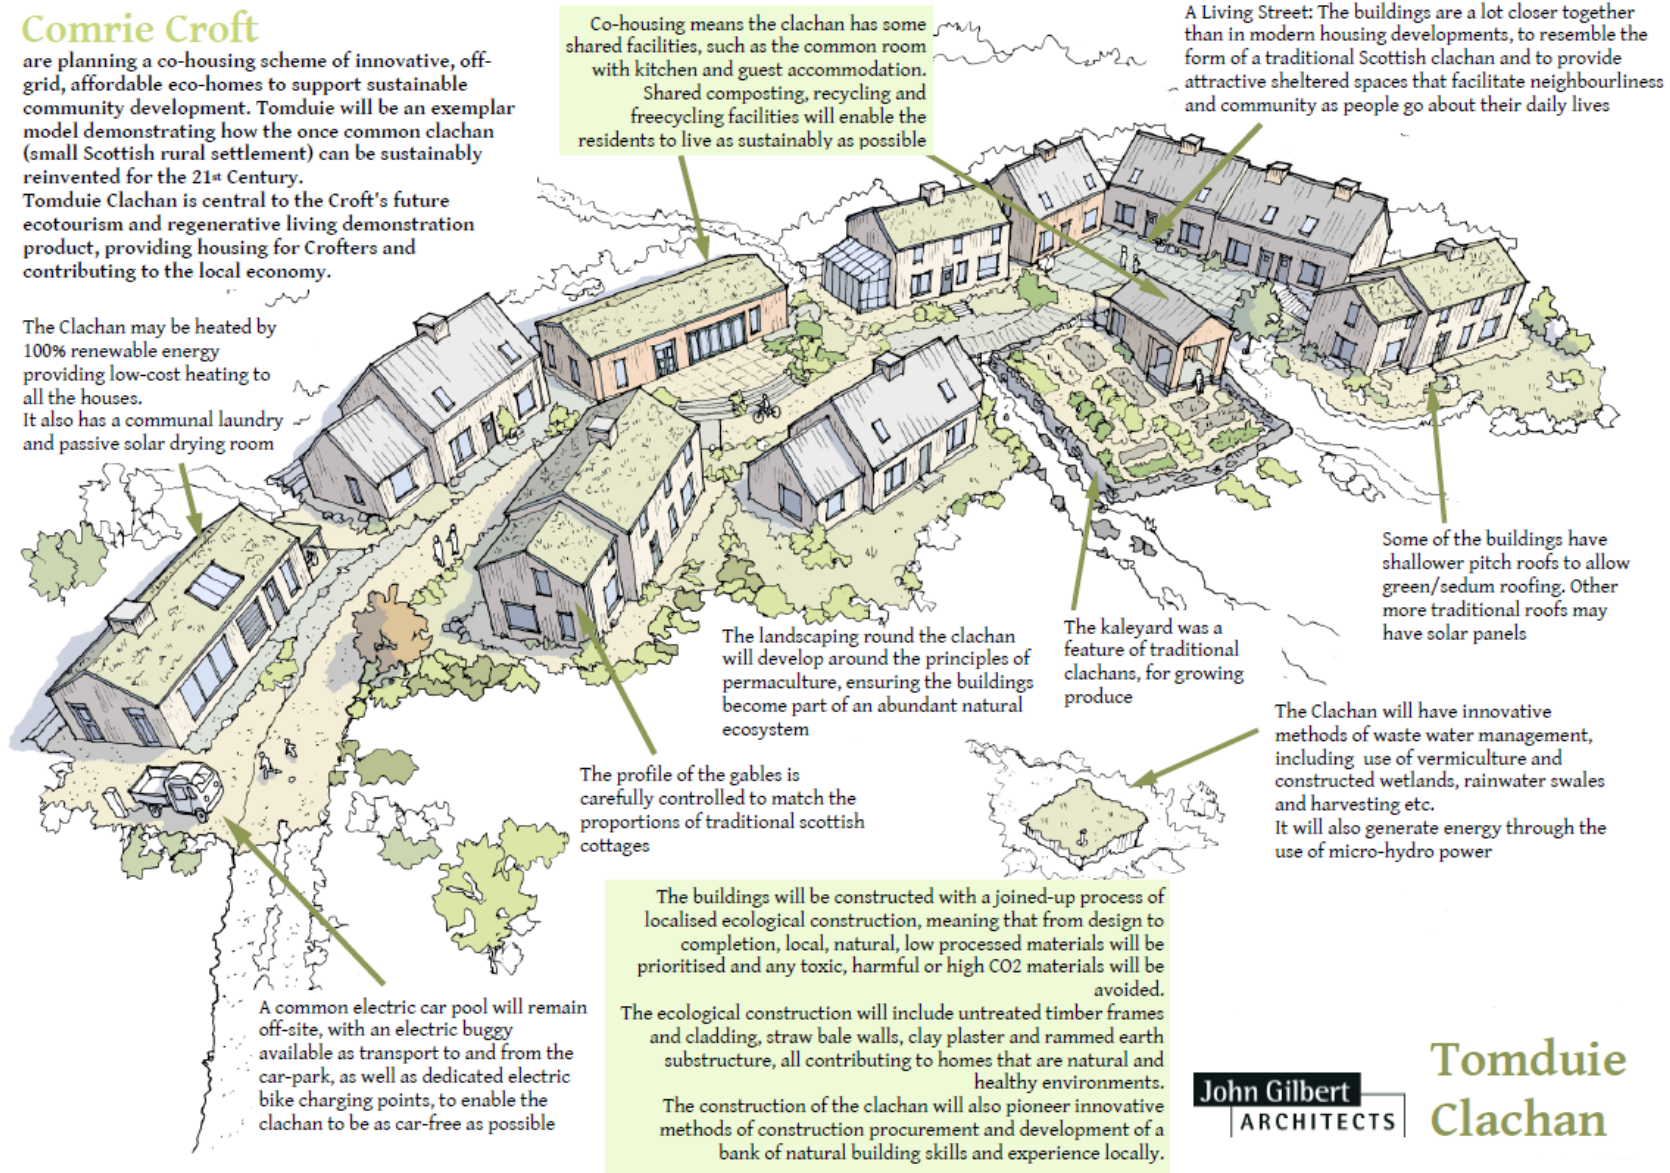 Comrie Croft
are planning a co-housing scheme of innovative, off-
grid, affordable eco-homes to support sustainable
community development. Tomduie will be an exemplar
model demonstrating how the once common clachan
(small Scottish rural settlement) can be sustainably
reinvented for the 21st Century.
Tomduie Clachan is central to the Croft's future
ecotourism and regenerative living demonstration
product, providing housing for Crofters and
contributing to the local economy.
Co-housing means the clachan has some
shared facilities, such as the common room
with kitchen and guest accommodation.
Shared composting, recycling and
freecycling facilities will enable the
residents to live as sustainably as possible
A Living Street: The buildings are a lot closer together
than in modern housing developments, to resemble the
form of a traditional Scottish clachan and to provide
attractive sheltered spaces that facilitate neighbourliness
and community as people go about their daily lives
The Clachan may be heated by
100% renewable energy
providing low-cost heating to
all the houses.
It also has a communal laundry
and passive solar drying room
Some of the buildings have
shallower pitch roofs to allow
green/sedum roofing. Other
more traditional roofs may
have solar panels
The landscaping round the clachan
will develop around the principles of
permaculture, ensuring the buildings
become part of an abundant natural
ecosystem
The kaleyard was a
feature of traditional
clachans, for growing
produce
The Clachan will have innovative
methods of waste water management,
including use of vermiculture and
constructed wetlands, rainwater swales
and harvesting etc.
It will also generate energy through the
use of micro-hydro power
The profile of the gables is
carefully controlled to match the
proportions of traditional scottish
cottages
The buildings will be constructed with a joined-up process of
localised ecological construction, meaning that from design to
completion, local, natural, low processed materials will be
prioritised and any toxic, harmful or high CO2 materials will be
avoided.
The ecological construction will include untreated timber frames
and cladding, straw bale walls, clay plaster and rammed earth
substructure, all contributing to homes that are natural and
healthy environments.
The construction of the clachan will also pioneer innovative
methods of construction procurement and development of a
bank of natural building skills and experience locally.
A common electric car pool will remain
off-site, with an electric buggy
available as transport to and from the
car-park, as well as dedicated electric
bike charging points, to enable the
clachan to be as car-free as possible
John Gilbert
ARCHITECTS
Tomduie
Clachan